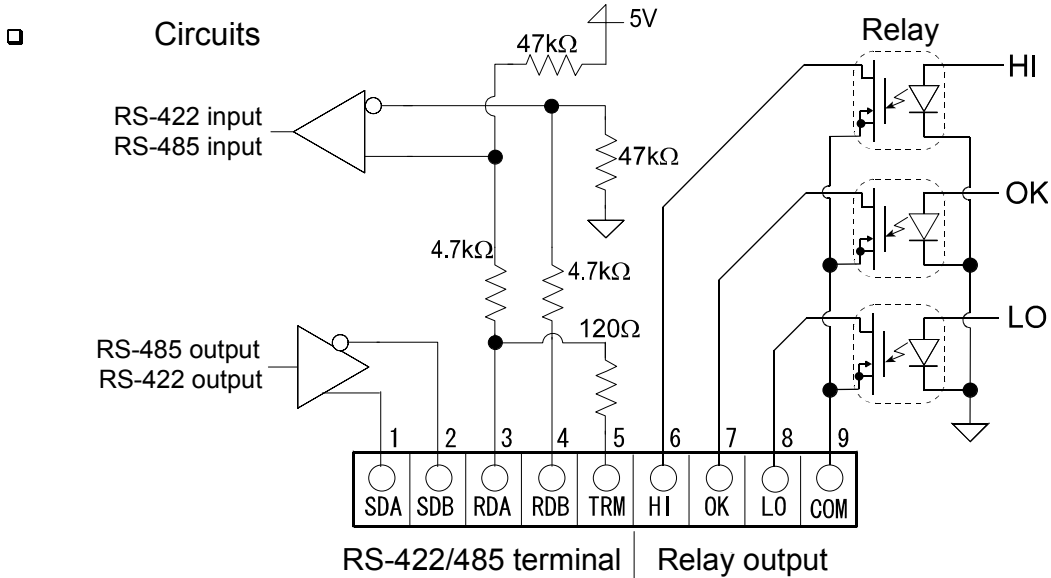 Circuits
5V
47kΩ
Relay
HI
RS-422 input
RS-485 input
47kΩ
OK
4.7kΩ
4.7kΩ
LO
120Ω
RS-485 output
RS-422 output
1 2 3 4 5 6 7 8 9
SDA SDB RDA RDB TRM HI OK LO COM
RS-422/485 terminal Relay output